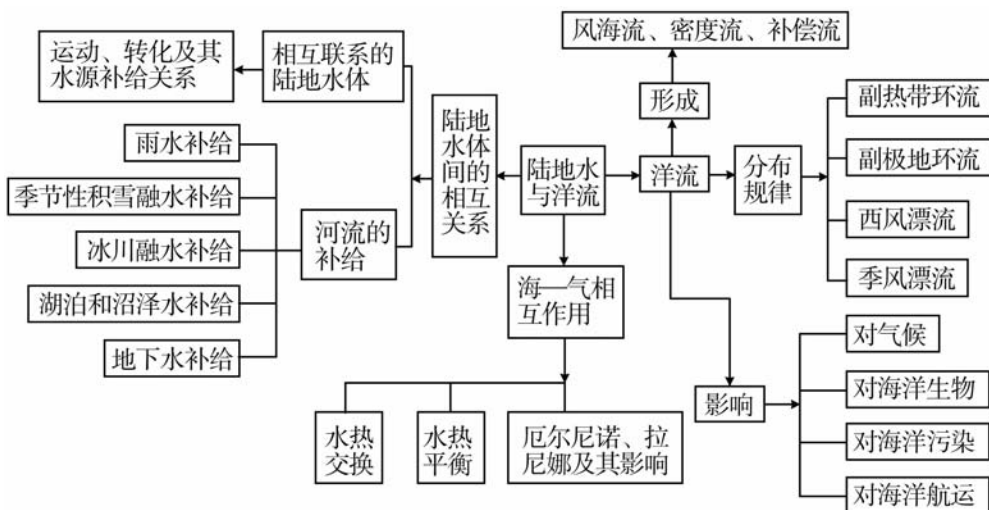 风海流、密度流、补偿流
运动、转化及其
水源补给关系
相互联系的
陆地水体
形成
副热带环流
雨水补给
陆地
水体
间的
相互
关系
陆地水
与洋流
洋流
分布
规律
副极地环流
季节性积雪融水补给
西风漂流
冰川融水补给
河流的
补给
季风漂流
海—气相
互作用
湖泊和沼泽水补给
地下水补给
对气候
影响
对海洋生物
水热
交换
水热
平衡
厄尔尼诺、拉
尼娜及其影响
对海洋污染
对海洋航运